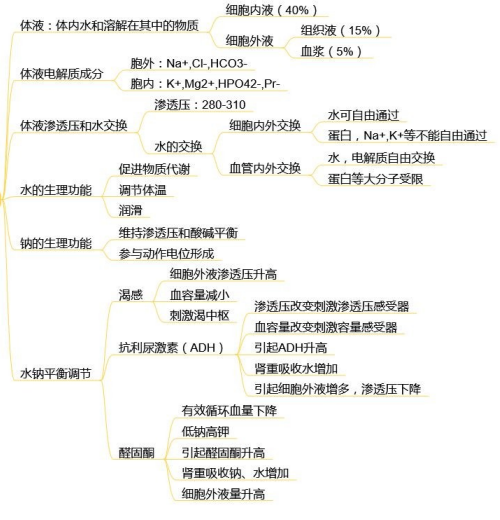 体液：体内水和溶解在其中的物质
细胞内液（40%）
细胞外液
组织液（15%）
血浆（5%）
体液电解质成分
胞外：Na+,Cl-,HCO3-
胞内：K+,Mg2+,HPO42-,Pr-
体液渗透压和水交换
渗透压：280-310
水的交换
细胞内外交换
水可自由通过
蛋白，Na+,K+等不能自由通过
血管内外交换
水，电解质自由交换
蛋白等大分子受限
水的生理功能
促进物质代谢
调节体温
润滑
钠的生理功能
维持渗透压和酸碱平衡
参与动作电位形成
水钠平衡调节
渴感
细胞外液渗透压升高
血容量减小
刺激渴中枢
抗利尿激素（ADH）
渗透压改变刺激渗透压感受器
血容量改变刺激容量感受器
引起ADH升高
肾重吸收水增加
引起细胞外液增多，渗透压下降
醛固酮
有效循环血量下降
低钠高钾
引起醛固酮升高
肾重吸收钠、水增加
细胞外液量升高